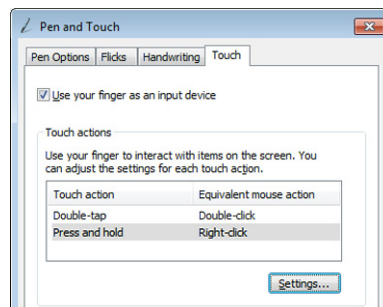 Pen and Touch
Pen Options Flicks Handwriting Touch
Use your finger as an input device
Touch actions
Use your finger to interact with items on the screen. You
can adjust the settings for each touch action.
Touch action Equivalent mouse action
Double-tap Double-click
Press and hold Right-click
Settings...